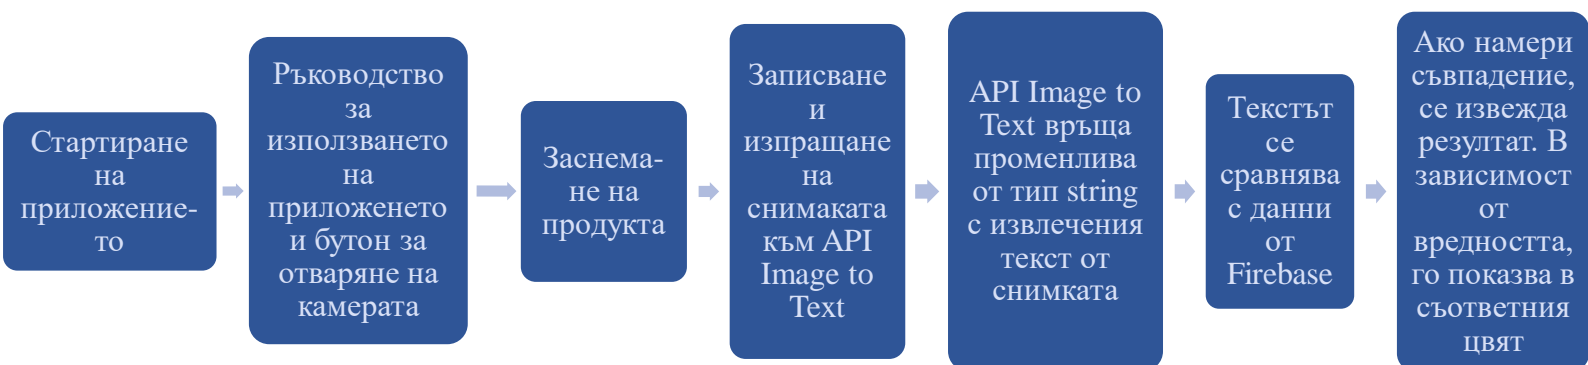 Стартиране
на
приложение-
то
Ръководство
за
използването
на
приложенето
и бутон за
отваряне на
камерата
Заснема-
не на
продукта
Записване
и
изпращане
на
снимаката
към API
Image to
Text
API Image to
Text връща
променлива
от тип string
с извлечения
текст от
снимката
Текстът
се
сравнява
с данни
от
Firebase
Ако намери
съвпадение,
се извежда
резултат. В
зависимост
от
вредността,
го показва в
съответния
цвят